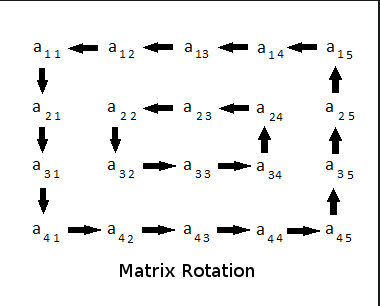 a11 a12 a13 a14 a15
a21 a22 a23 a24 a25
a31 a32 a33 a34 a35
a41 a42 a43 a44 a45
Matrix Rotation